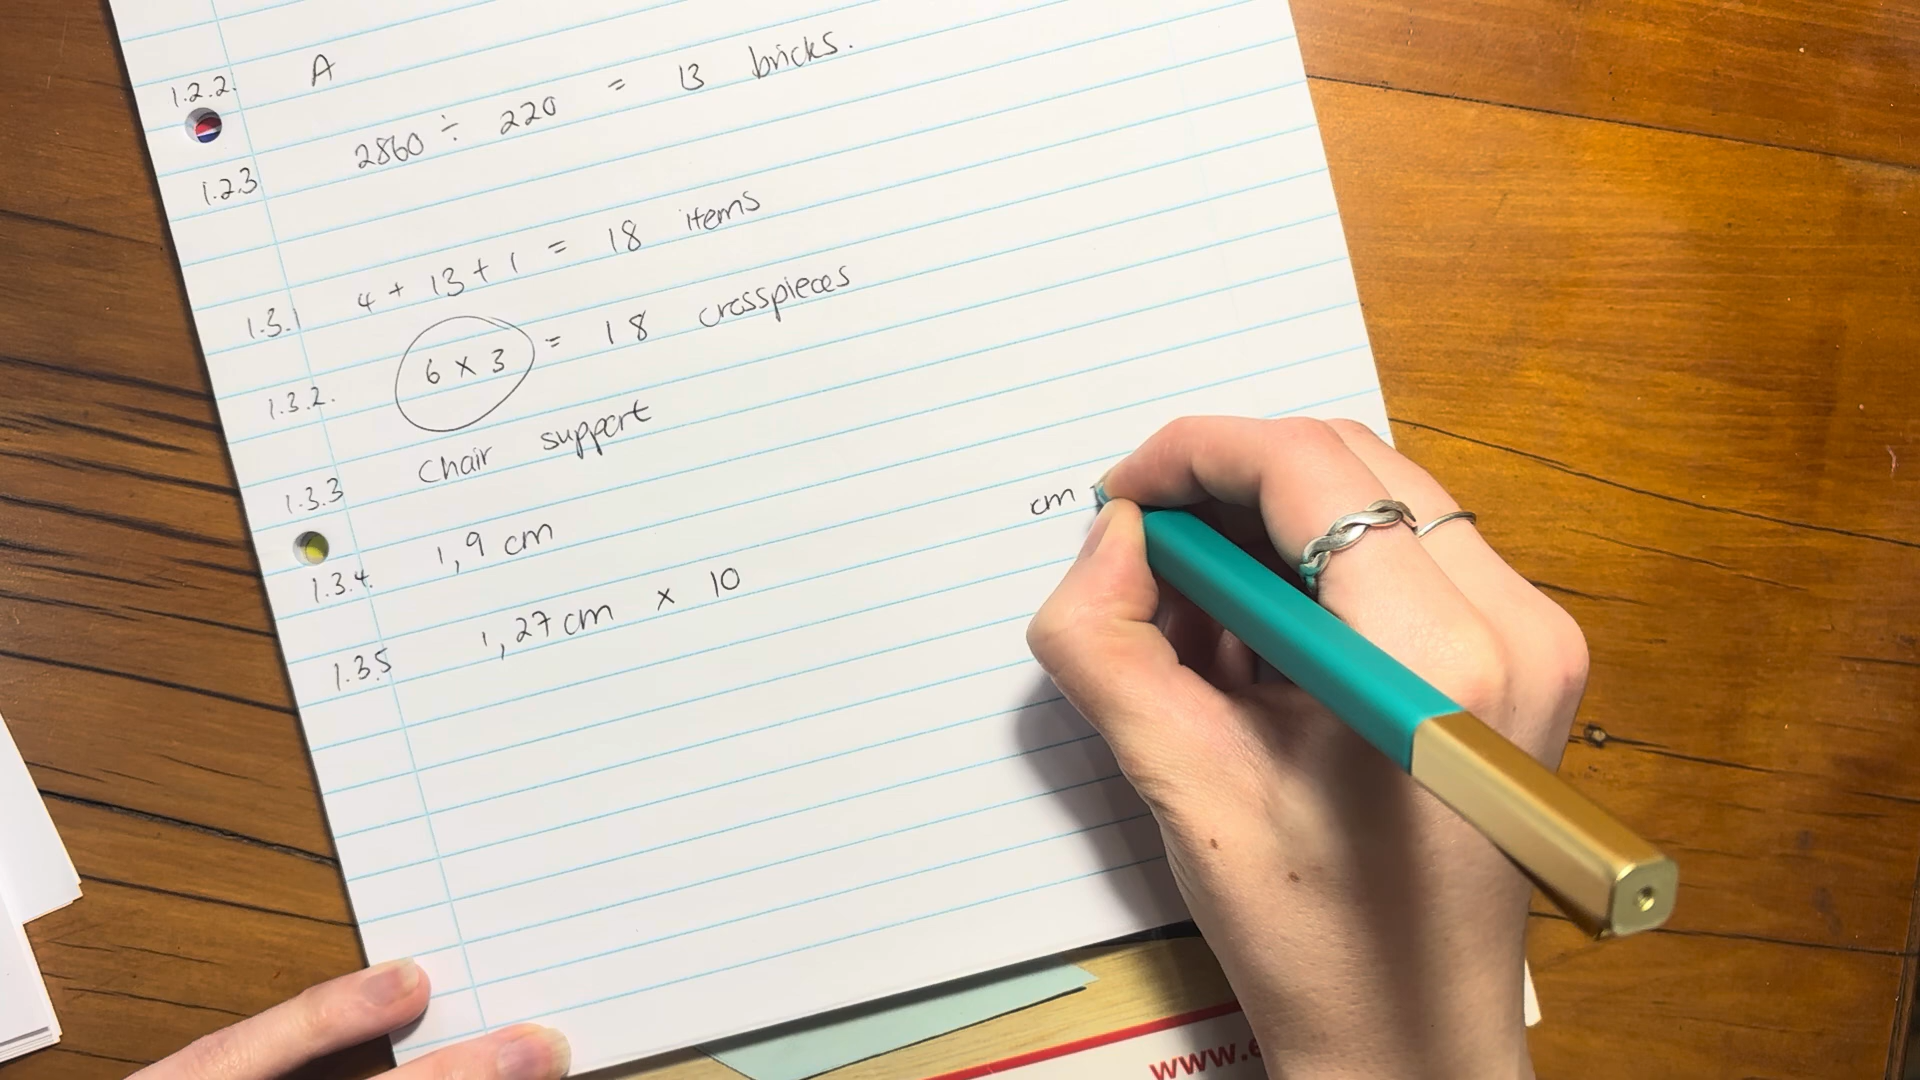 1.2.2. A
2860 ÷ 220 = 13 bricks.
1.2.3
4 + 13 + 1 = 18 items
1.3.1
6 x 3 = 18 crosspieces
1.3.2.
Chair support
1.3.3
1,9 cm
cm
1.3.4.
1,27 cm x 10
1.3.5
www.